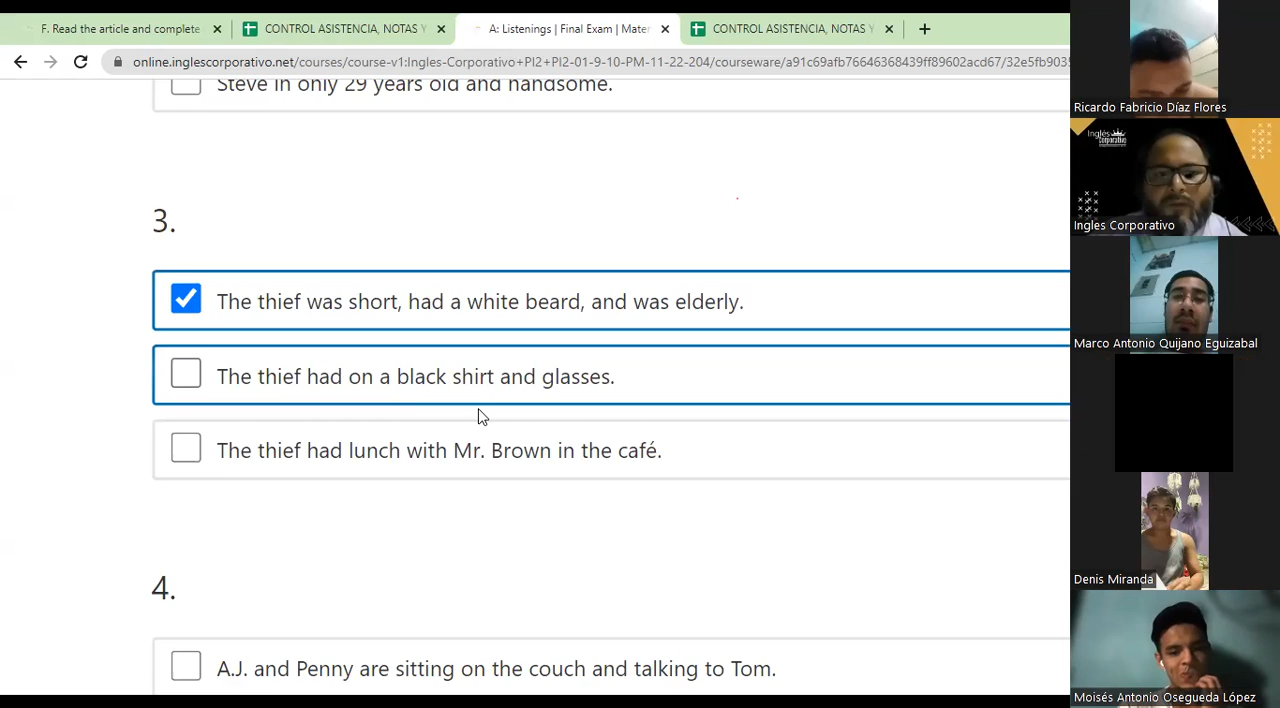 F. Read the article and complete
CONTROL ASISTENCIA, NOTAS Y
A: Listenings | Final Exam | Mater
CONTROL ASISTENCIA, NOTAS Y
online.inglescorporativo.net/courses/course-v1:Ingles-Corporativo+PI2+PI2-01-9-10-PM-11-22-204/courseware/a91c69afb76646368439ff89602acd67/32e5fb903
Steve in only 29 years old and handsome.
3.
The thief was short, had a white beard, and was elderly.
The thief had on a black shirt and glasses.
The thief had lunch with Mr. Brown in the café.
4.
A.J. and Penny are sitting on the couch and talking to Tom.
Ricardo Fabricio Díaz Flores
Inglés
Corporativo
Ingles Corporativo
Marco Antonio Quijano Eguizabal
Denis Miranda
Moisés Antonio Osegueda López